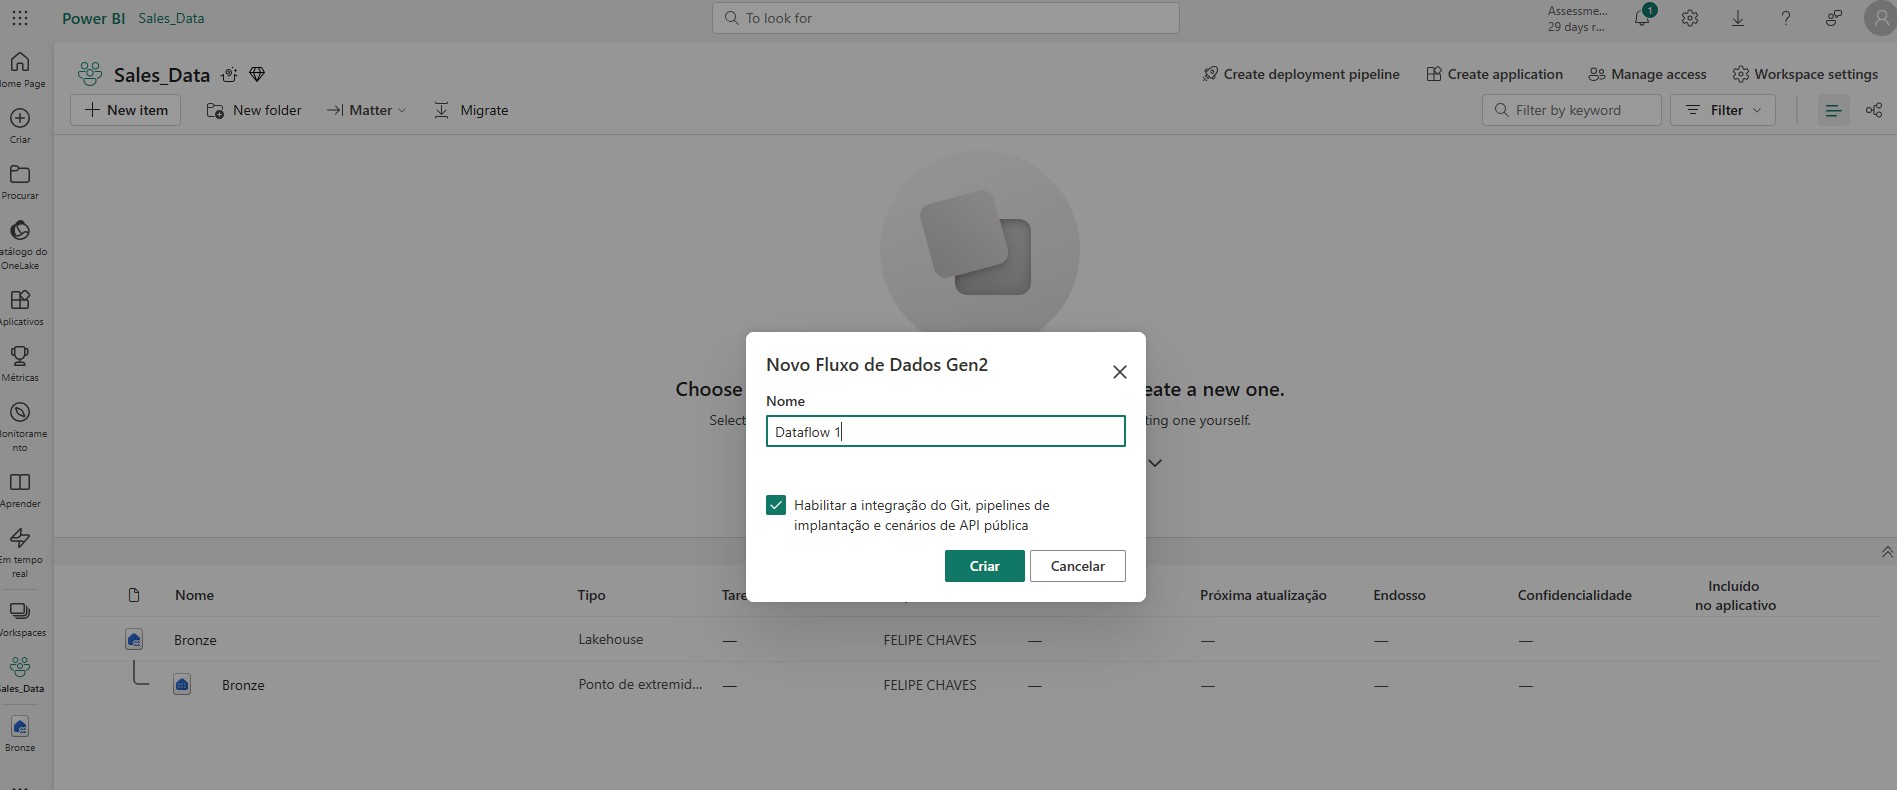 Power BI Sales_Data
To look for
Assessme...
29 days r...
1
ome Page
Criar
Procurar
atálogo do
OneLake
Aplicativos
Métricas
onitorame
nto
Aprender
Em tempo
real
Workspaces
Sales_Data
Bronze
Sales_Data
Create deployment pipeline
Create application
Manage access
Workspace settings
New item
New folder
Matter
Migrate
Filter by keyword
Filter
Choose
eate a new one.
Select
ting one yourself.
Novo Fluxo de Dados Gen2
Nome
Dataflow 1
Habilitar a integração do Git, pipelines de
implantação e cenários de API pública
Criar
Cancelar
Nome Tipo Tare Próxima atualização Endosso Confidencialidade Incluído
no aplicativo
Bronze Lakehouse — FELIPE CHAVES — — — —
Bronze Ponto de extremid... — FELIPE CHAVES — — — —